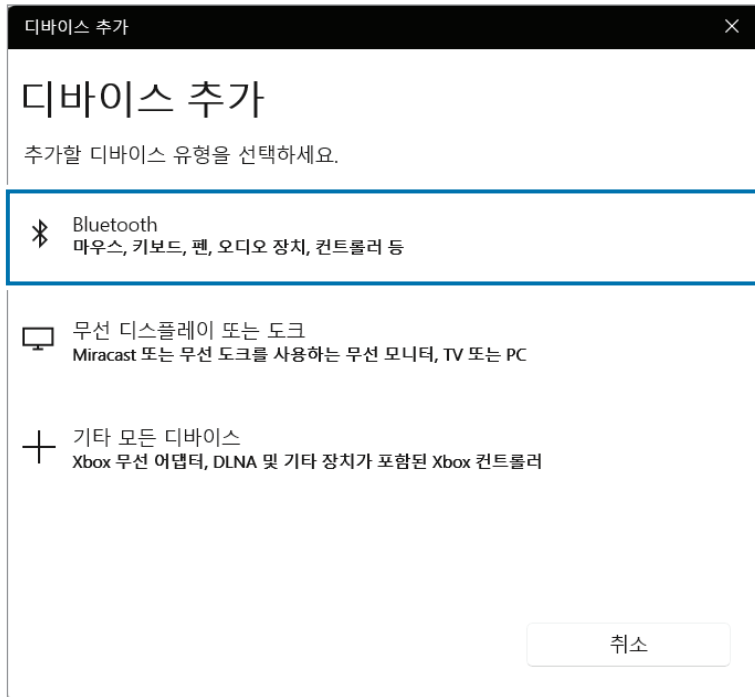 디바이스 추가
디바이스 추가
추가할 디바이스 유형을 선택하세요.
Bluetooth
마우스, 키보드, 펜, 오디오 장치, 컨트롤러 등
무선 디스플레이 또는 도크
Miracast 또는 무선 도크를 사용하는 무선 모니터, TV 또는 PC
기타 모든 디바이스
Xbox 무선 어댑터, DLNA 및 기타 장치가 포함된 Xbox 컨트롤러
취소